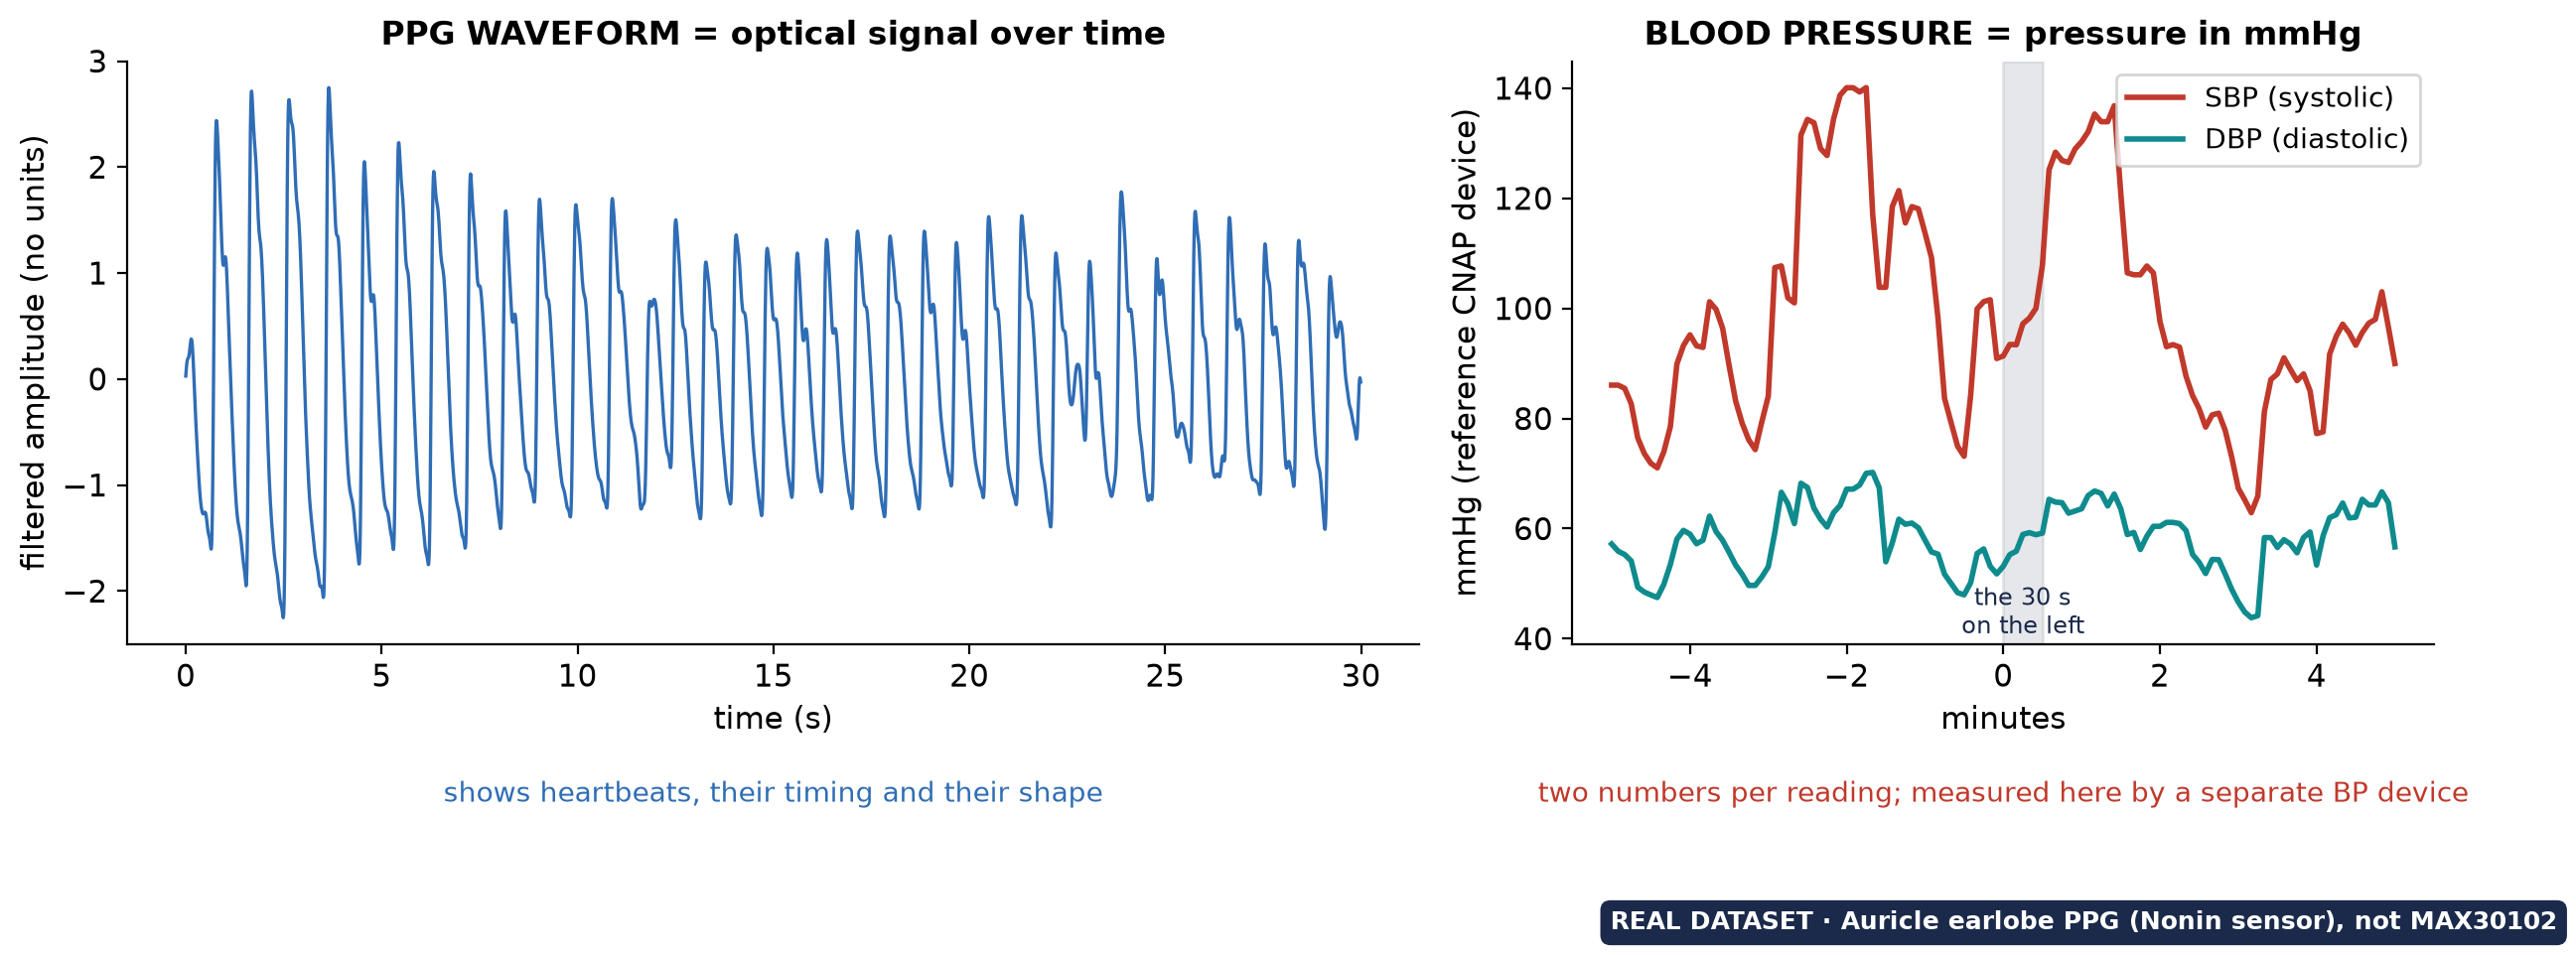 PPG WAVEFORM = optical signal over time
filtered amplitude (no units)
3
2
1
0
−1
−2
0 5 10 15 20 25 30
time (s)
shows heartbeats, their timing and their shape
BLOOD PRESSURE = pressure in mmHg
mmHg (reference CNAP device)
140
120
100
80
60
40
SBP (systolic)
DBP (diastolic)
the 30 s
on the left
−4 −2 0 2 4
minutes
two numbers per reading; measured here by a separate BP device
REAL DATASET · Auricle earlobe PPG (Nonin sensor), not MAX30102